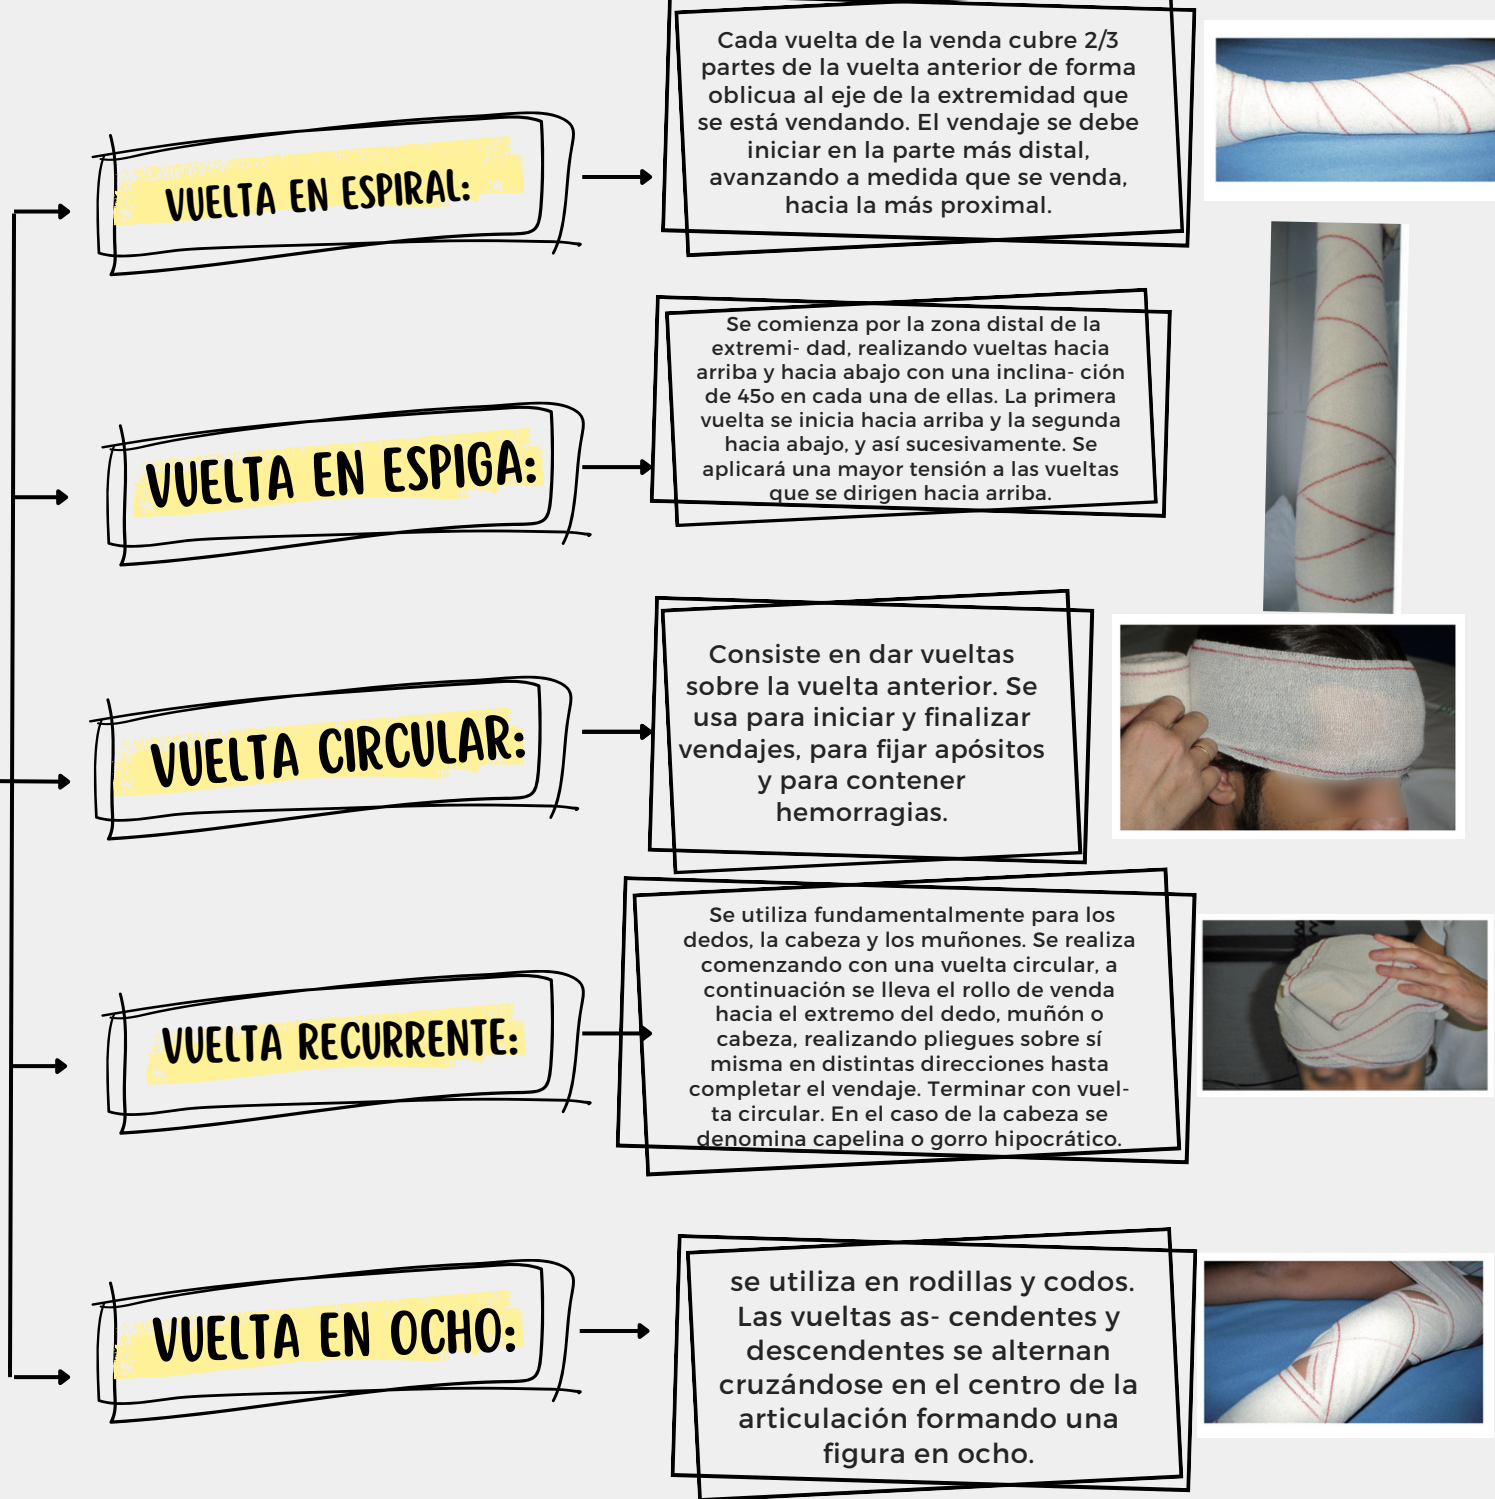 VUELTA EN ESPIRAL:
Cada vuelta de la venda cubre 2/3
partes de la vuelta anterior de forma
oblicua al eje de la extremidad que
se está vendando. El vendaje se debe
iniciar en la parte más distal,
avanzando a medida que se venda,
hacia la más proximal.
VUELTA EN ESPIGA:
Se comienza por la zona distal de la
extremi- dad, realizando vueltas hacia
arriba y hacia abajo con una inclina- ción
de 45o en cada una de ellas. La primera
vuelta se inicia hacia arriba y la segunda
hacia abajo, y así sucesivamente. Se
aplicará una mayor tensión a las vueltas
que se dirigen hacia arriba.
VUELTA CIRCULAR:
Consiste en dar vueltas
sobre la vuelta anterior. Se
usa para iniciar y finalizar
vendajes, para fijar apósitos
y para contener
hemorragias.
VUELTA RECURRENTE:
Se utiliza fundamentalmente para los
dedos, la cabeza y los muñones. Se realiza
comenzando con una vuelta circular, a
continuación se lleva el rollo de venda
hacia el extremo del dedo, muñón o
cabeza, realizando pliegues sobre sí
misma en distintas direcciones hasta
completar el vendaje. Terminar con vuel-
ta circular. En el caso de la cabeza se
denomina capelina o gorro hipocrático.
VUELTA EN OCHO:
se utiliza en rodillas y codos.
Las vueltas as- cendentes y
descendentes se alternan
cruzándose en el centro de la
articulación formando una
figura en ocho.